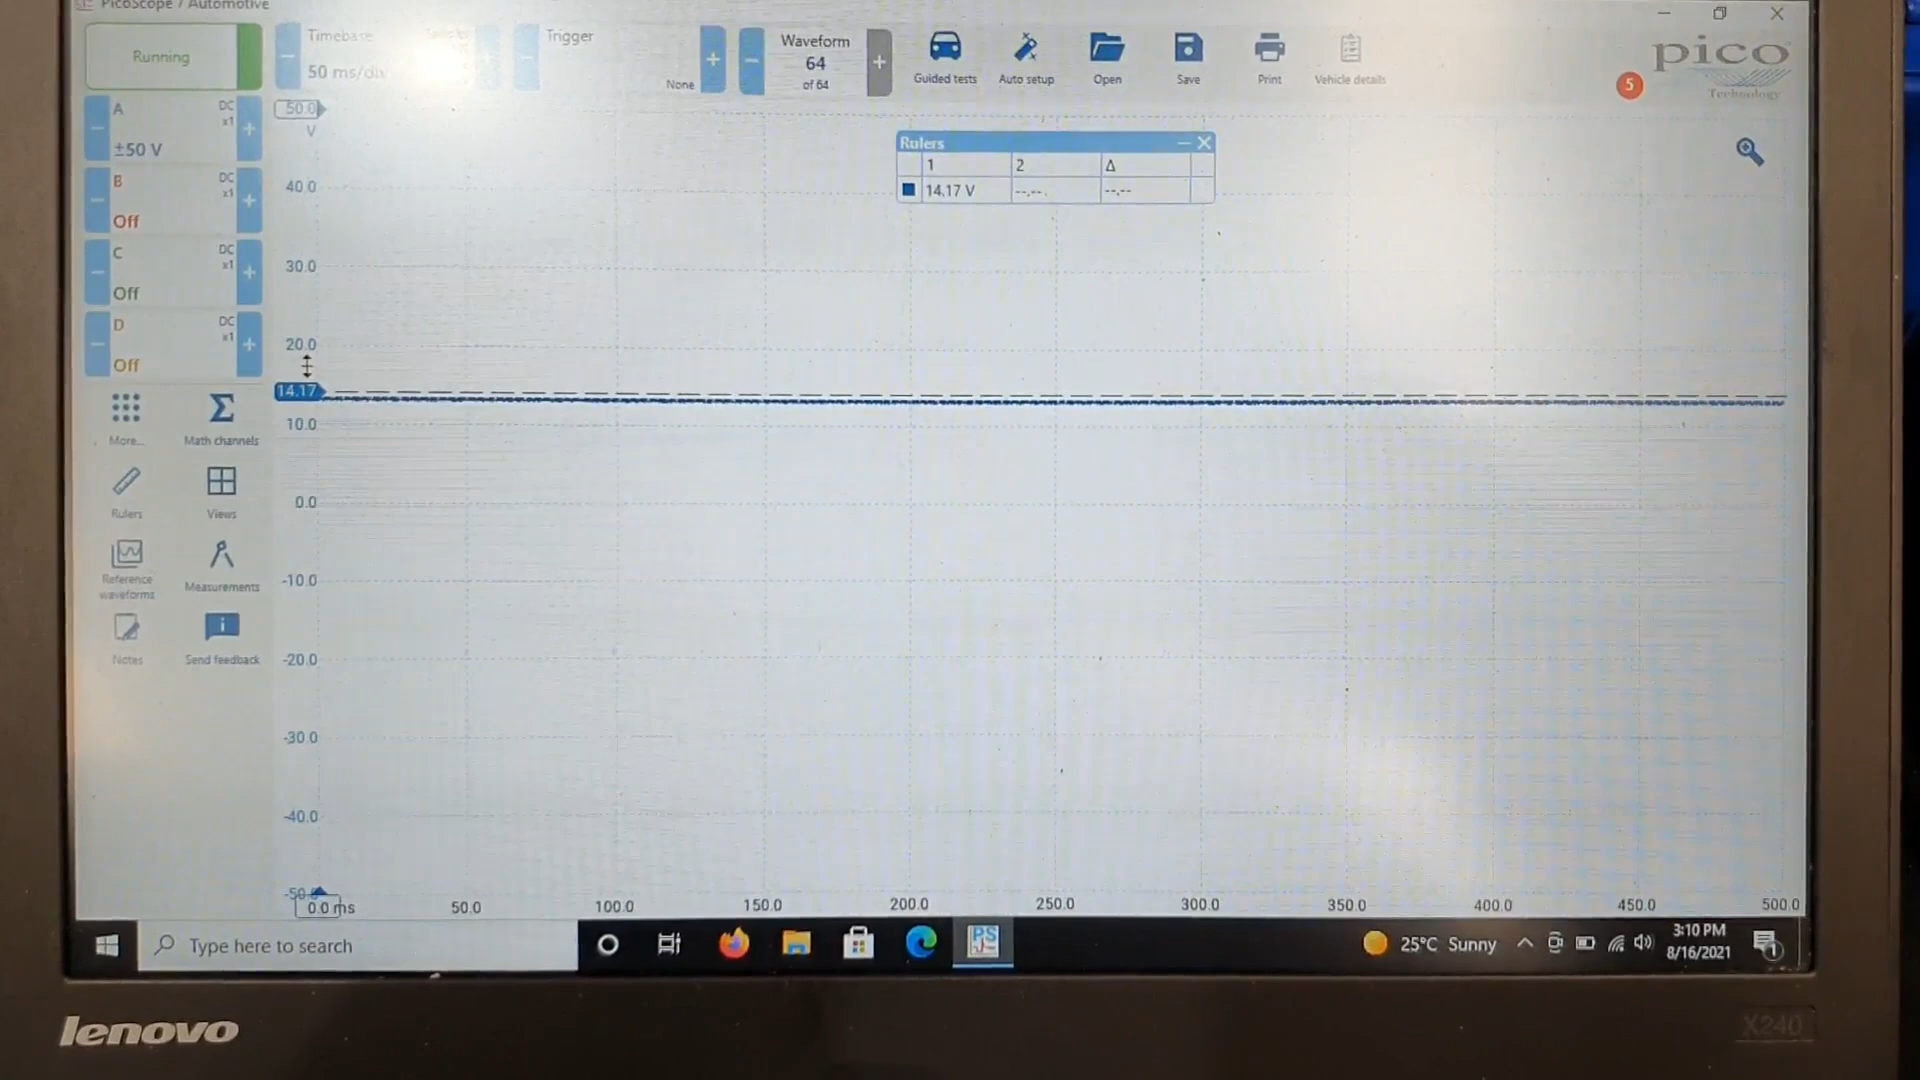 PicoScope 7 Automotive
Running
Timebase
50 ms/div
Trigger
None
Waveform
64
of 64
Guided tests
Auto setup
Open
Save
Print
Vehicle details
5
pico
Technology
A
DC
x1
±50 V
B
DC
x1
Off
C
DC
x1
Off
D
DC
x1
Off
More...
Math channels
Rulers
Views
Reference
waveforms
Measurements
Notes
Send feedback
50.0
V
40.0
30.0
20.0
14.17
10.0
0.0
-10.0
-20.0
-30.0
-40.0
-50.0
Rulers
1 2 Δ
14.17 V --.-- --.--
0.0 ms 50.0 100.0 150.0 200.0 250.0 300.0 350.0 400.0 450.0 500.0
Type here to search
PS
25°C Sunny
3:10 PM
8/16/2021
1
lenovo
X240